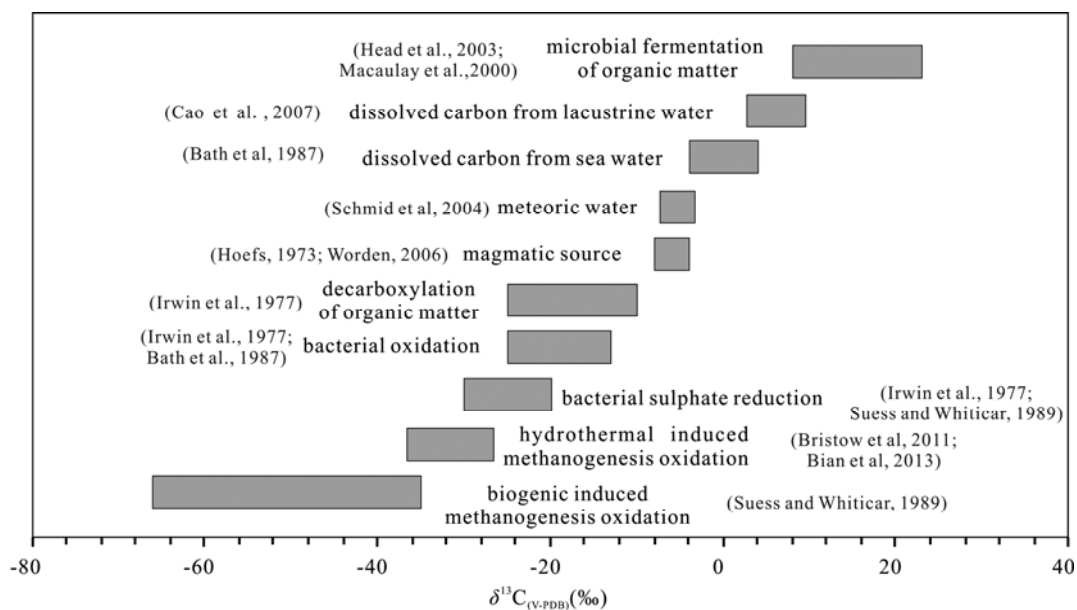 (Head et al., 2003;
Macaulay et al.,2000)
microbial fermentation
of organic matter
(Cao et al. , 2007) dissolved carbon from lacustrine water
(Bath et al, 1987) dissolved carbon from sea water
(Schmid et al, 2004) meteoric water
(Hoefs, 1973; Worden, 2006) magmatic source
(Irwin et al., 1977)
decarboxylation
of organic matter
(Irwin et al., 1977;
Bath et al., 1987)
bacterial oxidation
bacterial sulphate reduction
(Irwin et al., 1977;
Suess and Whiticar, 1989)
hydrothermal induced
methanogenesis oxidation
(Bristow et al, 2011;
Bian et al, 2013)
biogenic induced
methanogenesis oxidation
(Suess and Whiticar, 1989)
-80 -60 -40 -20 0 20 40
δ¹³C(V-PDB)(‰)